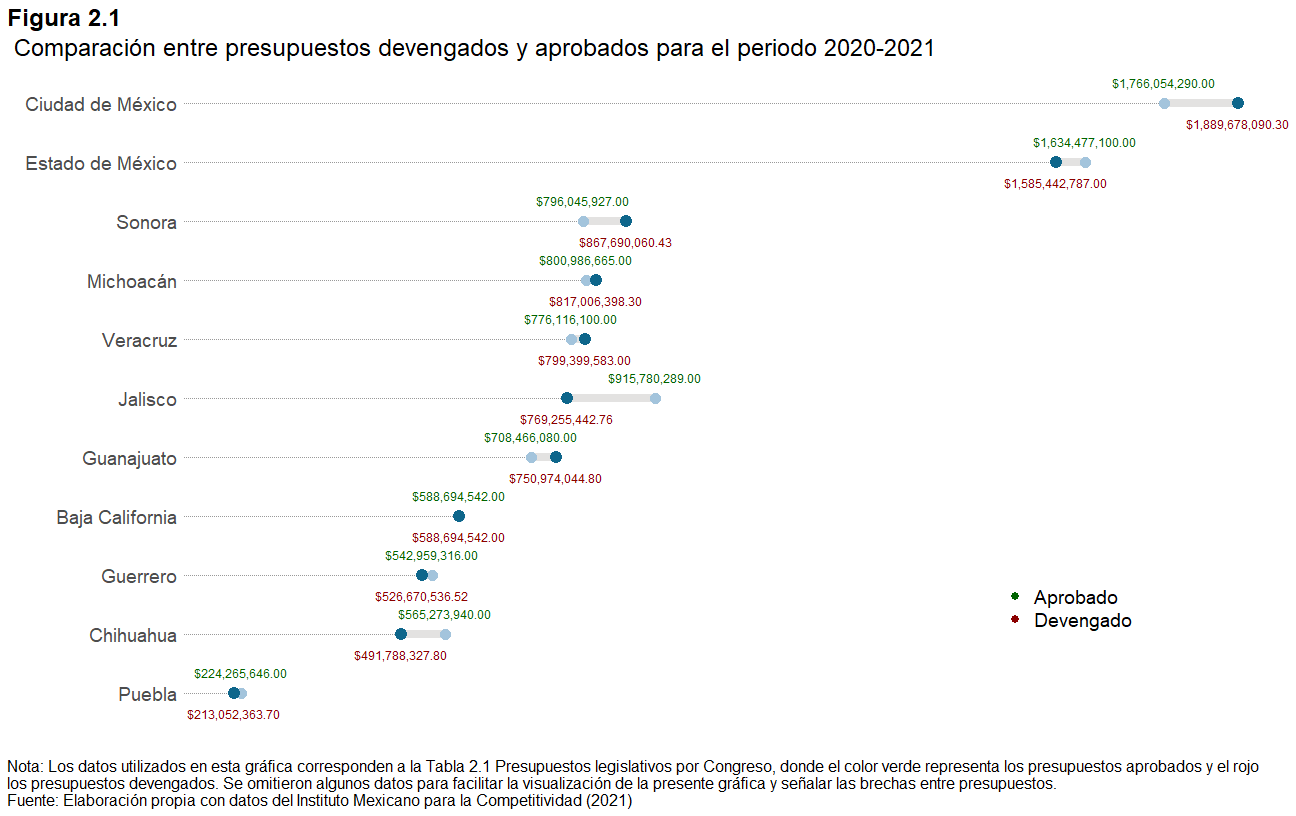 Figura 2.1
Comparación entre presupuestos devengados y aprobados para el periodo 2020-2021
$1,766,054,290.00
Ciudad de México
$1,889,678,090.30
$1,634,477,100.00
Estado de México
$1,585,442,787.00
$796,045,927.00
Sonora
$867,690,060.43
$800,986,665.00
Michoacán
$817,006,398.30
$776,116,100.00
Veracruz
$799,399,583.00
$915,780,289.00
Jalisco
$769,255,442.76
$708,466,080.00
Guanajuato
$750,974,044.80
$588,694,542.00
Baja California
$588,694,542.00
$542,959,316.00
Guerrero
$526,670,536.52
$565,273,940.00
Chihuahua
$491,788,327.80
$224,265,646.00
Puebla
$213,052,363.70
Aprobado
Devengado
Nota: Los datos utilizados en esta gráfica corresponden a la Tabla 2.1 Presupuestos legislativos por Congreso, donde el color verde representa los presupuestos aprobados y el rojo
los presupuestos devengados. Se omitieron algunos datos para facilitar la visualización de la presente gráfica y señalar las brechas entre presupuestos.
Fuente: Elaboración propia con datos del Instituto Mexicano para la Competitividad (2021)